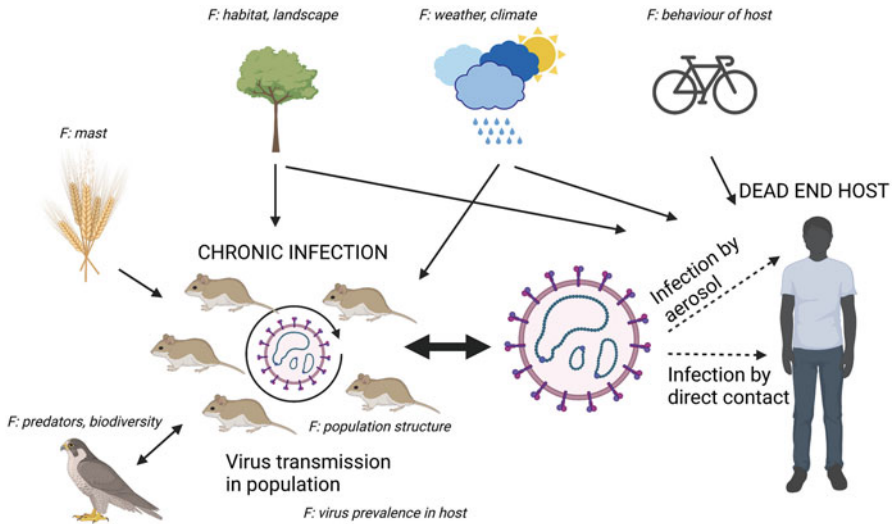 F: habitat, landscape
F: weather, climate
F: behaviour of host
F: mast
DEAD END HOST
CHRONIC INFECTION
Infection by
aerosol
Infection by
direct contact
F: predators, biodiversity
F: population structure
Virus transmission
in population
F: virus prevalence in host